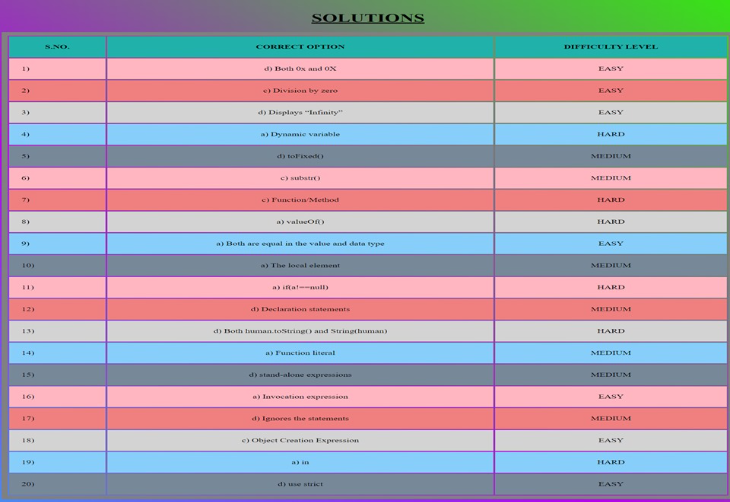 SOLUTIONS
S.NO. CORRECT OPTION DIFFICULTY LEVEL
1) d) Both 0x and 0X EASY
2) c) Division by zero EASY
3) d) Displays “Infinity” EASY
4) a) Dynamic variable HARD
5) d) toFixed() MEDIUM
6) c) substr() MEDIUM
7) c) Function/Method HARD
8) a) valueOf() HARD
9) a) Both are equal in the value and data type EASY
10) a) The local element MEDIUM
11) a) if(a!==null) HARD
12) d) Declaration statements MEDIUM
13) d) Both human.toString() and String(human) HARD
14) a) Function literal MEDIUM
15) d) stand-alone expressions MEDIUM
16) a) Invocation expression EASY
17) d) Ignores the statements MEDIUM
18) c) Object Creation Expression EASY
19) a) in HARD
20) d) use strict EASY